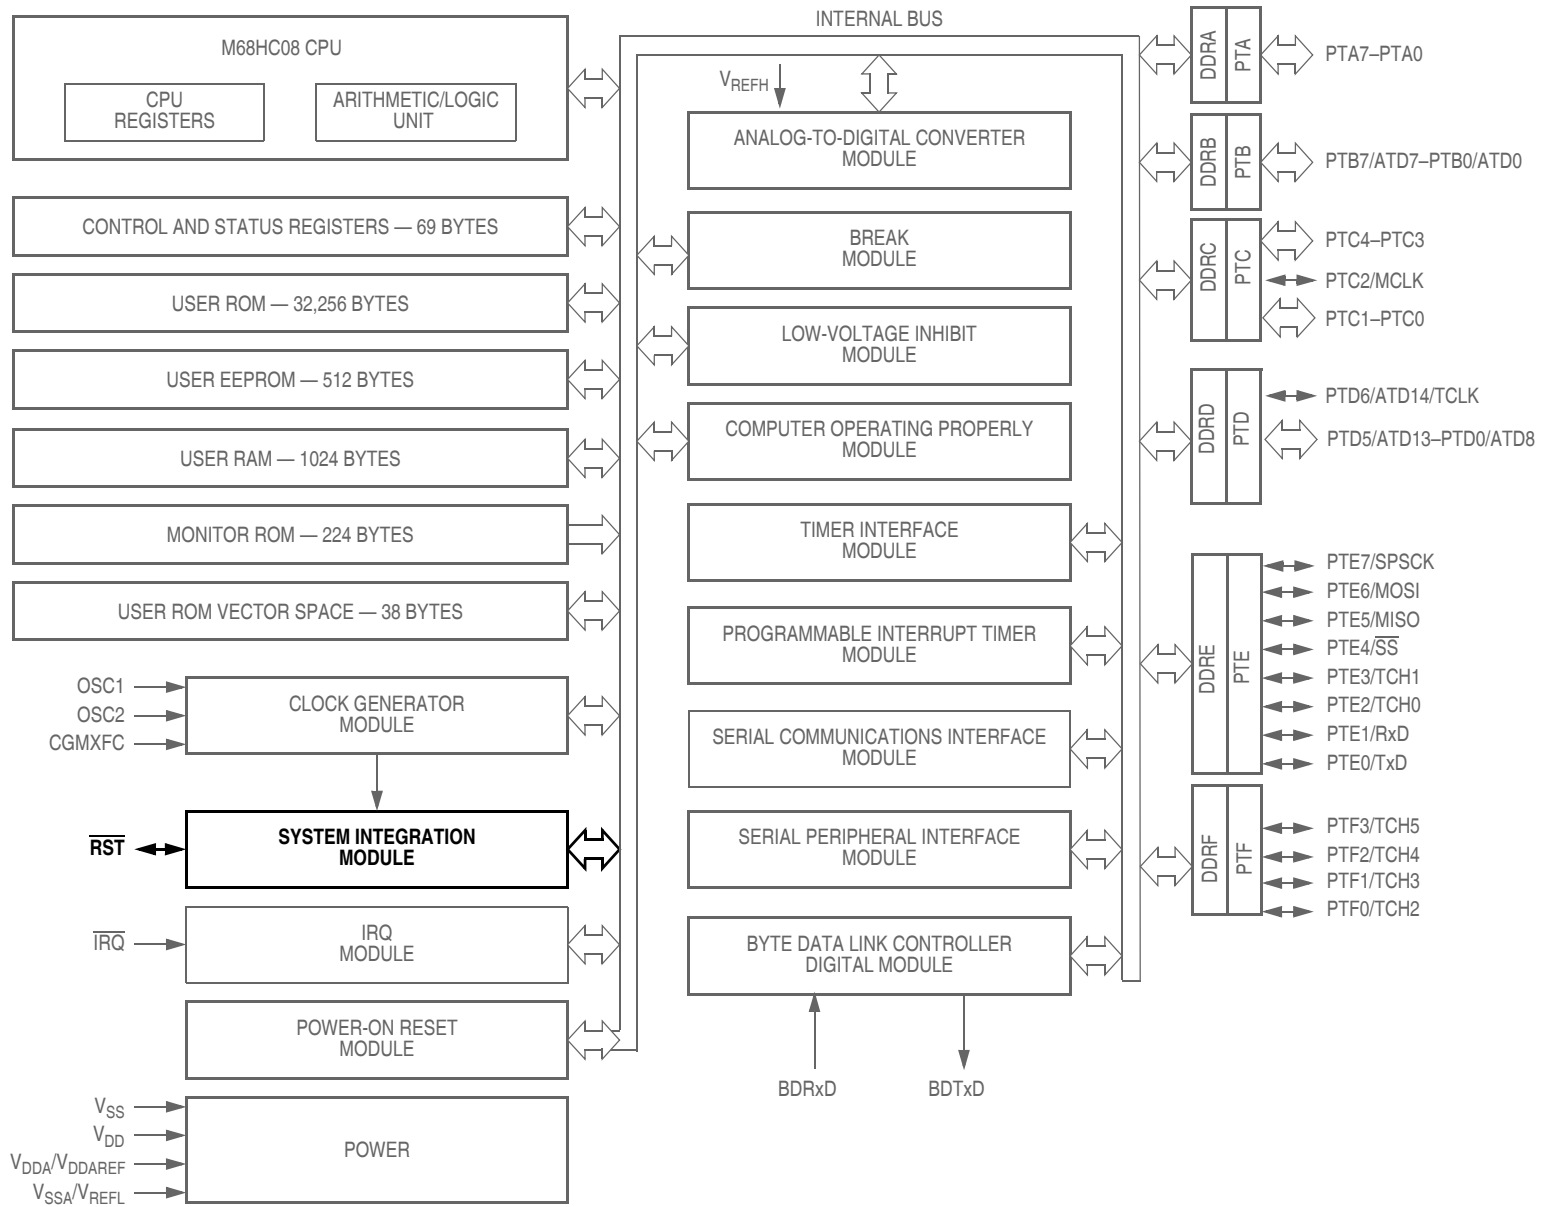 INTERNAL BUS
M68HC08 CPU
CPU
REGISTERS
ARITHMETIC/LOGIC
UNIT
CONTROL AND STATUS REGISTERS — 69 BYTES
USER ROM — 32,256 BYTES
USER EEPROM — 512 BYTES
USER RAM — 1024 BYTES
MONITOR ROM — 224 BYTES
USER ROM VECTOR SPACE — 38 BYTES
OSC1
OSC2
CGMXFC
CLOCK GENERATOR
MODULE
RST
SYSTEM INTEGRATION
MODULE
IRQ
IRQ
MODULE
POWER-ON RESET
MODULE
VSS
VDD
VDDA/VDDAREF
VSSA/VREFL
POWER
VREFH
ANALOG-TO-DIGITAL CONVERTER
MODULE
BREAK
MODULE
LOW-VOLTAGE INHIBIT
MODULE
COMPUTER OPERATING PROPERLY
MODULE
TIMER INTERFACE
MODULE
PROGRAMMABLE INTERRUPT TIMER
MODULE
SERIAL COMMUNICATIONS INTERFACE
MODULE
SERIAL PERIPHERAL INTERFACE
MODULE
BYTE DATA LINK CONTROLLER
DIGITAL MODULE
BDRxD
BDTxD
DDRA
PTA
PTA7–PTA0
DDRB
PTB
PTB7/ATD7–PTB0/ATD0
DDRC
PTC
PTC4–PTC3
PTC2/MCLK
PTC1–PTC0
DDRD
PTD
PTD6/ATD14/TCLK
PTD5/ATD13–PTD0/ATD8
DDRE
PTE
PTE7/SPSCK
PTE6/MOSI
PTE5/MISO
PTE4/SS
PTE3/TCH1
PTE2/TCH0
PTE1/RxD
PTE0/TxD
DDRF
PTF
PTF3/TCH5
PTF2/TCH4
PTF1/TCH3
PTF0/TCH2